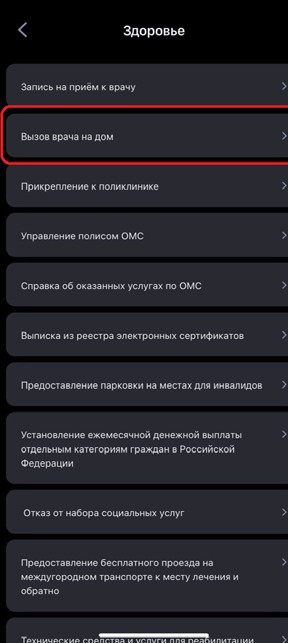 Здоровье
Запись на приём к врачу
Вызов врача на дом
Прикрепление к поликлинике
Управление полисом ОМС
Справка об оказанных услугах по ОМС
Выписка из реестра электронных сертификатов
Предоставление парковки на местах для инвалидов
Установление ежемесячной денежной выплаты
отдельным категориям граждан в Российской
Федерации
Отказ от набора социальных услуг
Предоставление бесплатного проезда на
междугородном транспорте к месту лечения и
обратно
Технические средства и услуги для реабилитации